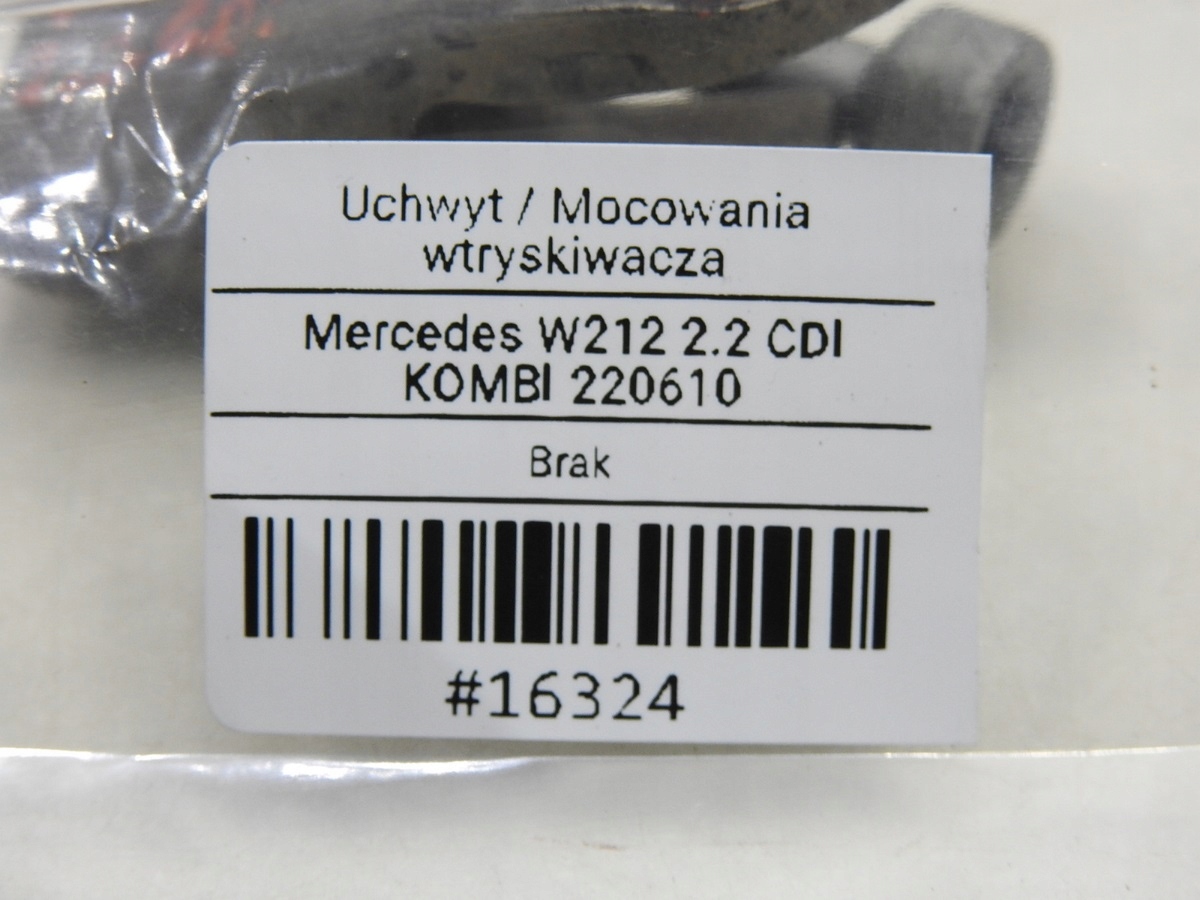 Uchwyt / Mocowania
wtryskiwacza
Mercedes W212 2.2 CDI
KOMBI 220610
Brak
#16324